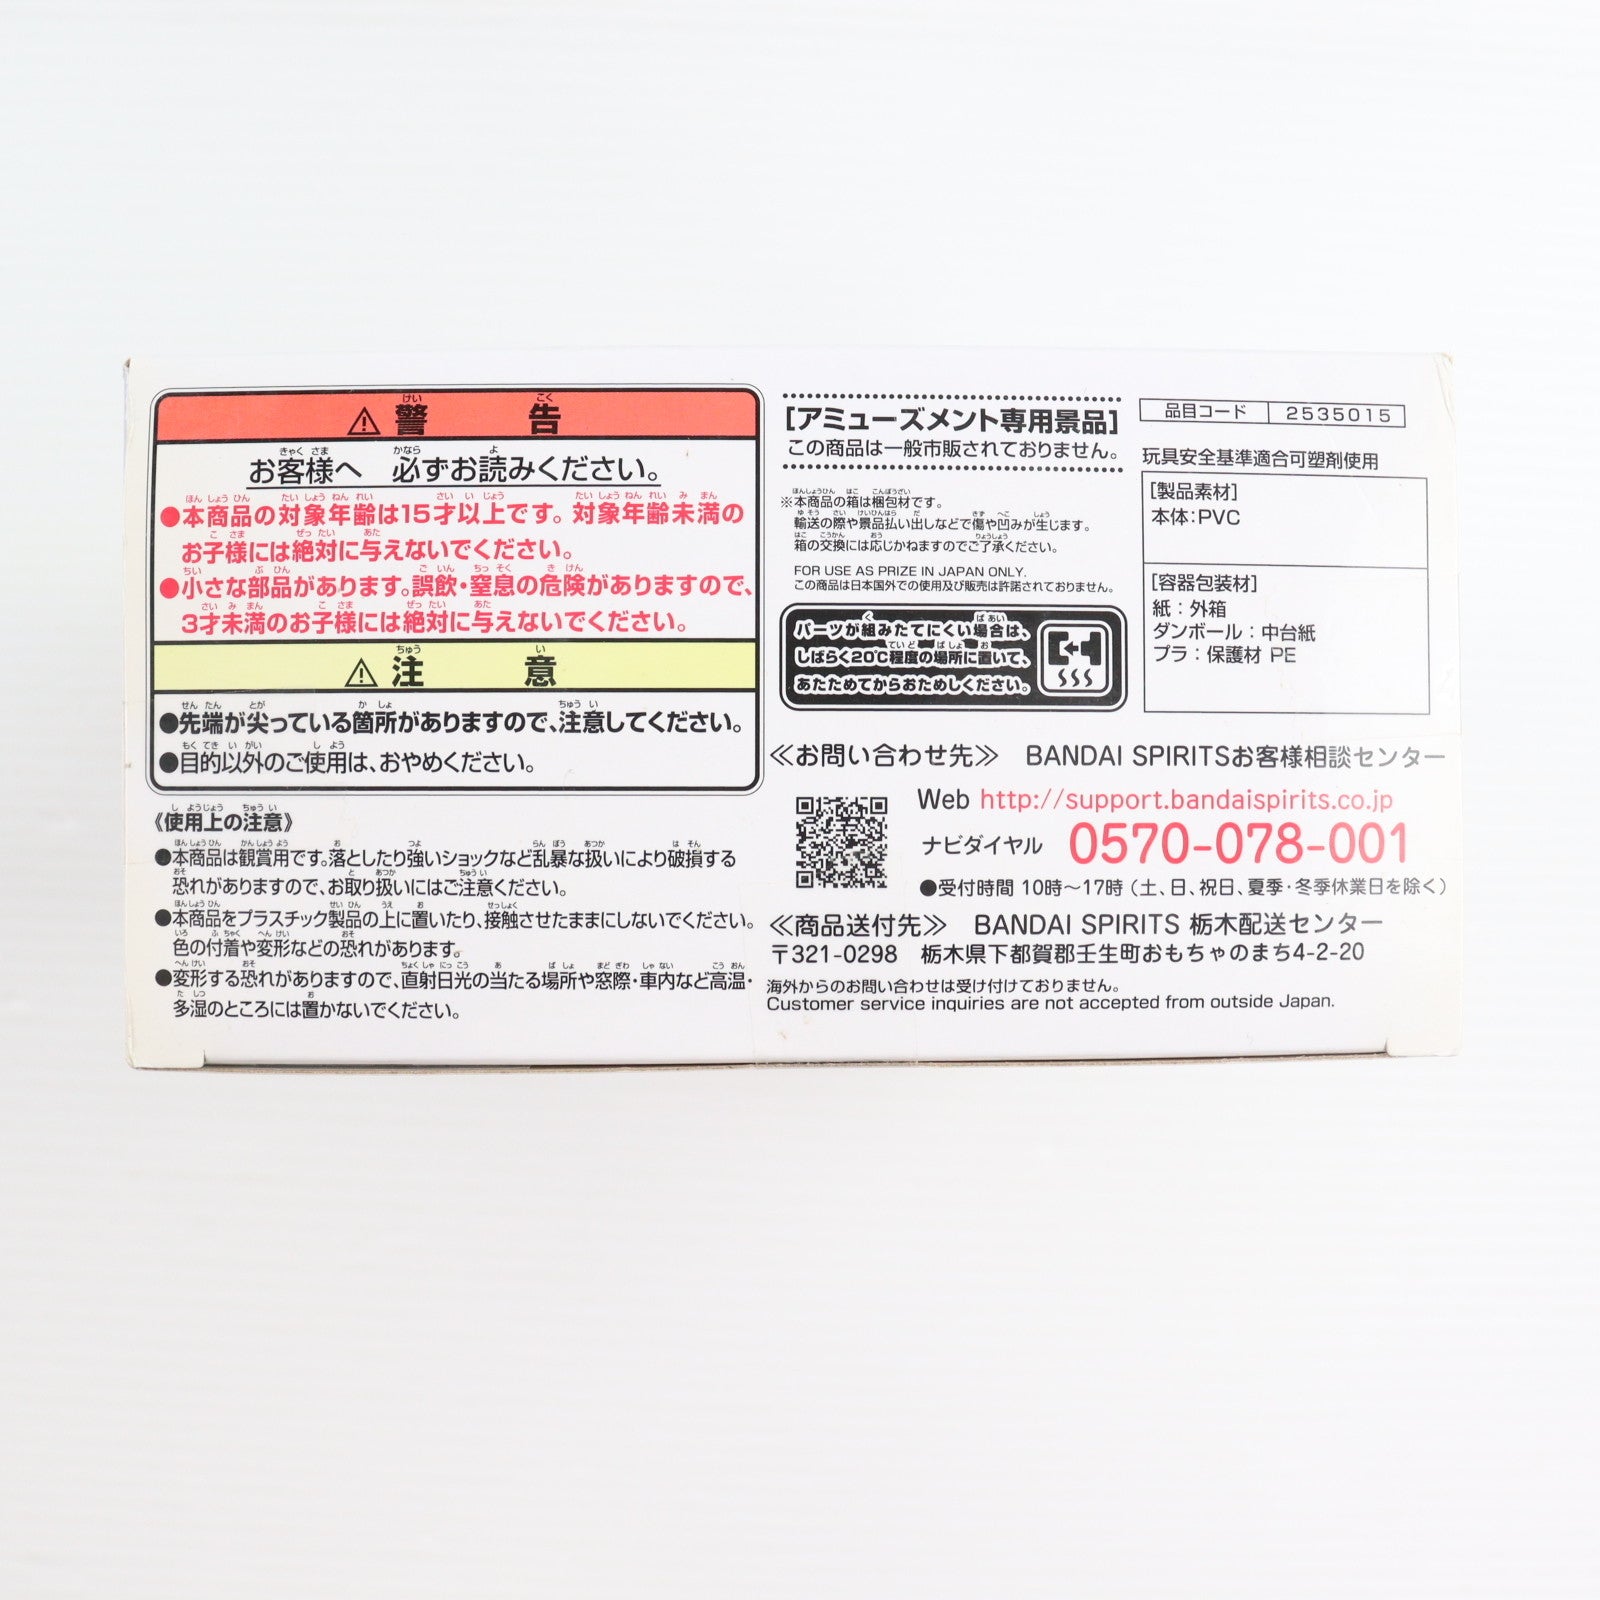 ⚠警告
お客様へ 必ずお読みください。
●本商品の対象年齢は15才以上です。対象年齢未満の
お子様には絶対に与えないでください。
●小さな部品があります。誤飲・窒息の危険がありますので、
3才未満のお子様には絶対に与えないでください。
⚠注意
●先端が尖っている箇所がありますので、注意してください。
●目的以外のご使用は、おやめください。
《使用上の注意》
●本商品は観賞用です。落としたり強いショックなど乱暴な扱いにより破損する
恐れがありますので、お取り扱いにはご注意ください。
●本商品をプラスチック製品の上に置いたり、接触させたままにしないでください。
色の付着や変形などの恐れがあります。
●変形する恐れがありますので、直射日光の当たる場所や窓際・車内など高温・
多湿のところには置かないでください。
[アミューズメント専用景品]
この商品は一般市販されておりません。
※本商品の箱は梱包材です。
輸送の際や景品払い出しなどで傷や凹みが生じます。
箱の交換には応じかねますのでご了承ください。
FOR USE AS PRIZE IN JAPAN ONLY.
この商品は日本国外での使用及び販売は許諾されておりません。
パーツが組みたてにくい場合は、
しばらく20℃程度の場所に置いて、
あたためてからおためしください。
品目コード 2535015
玩具安全基準適合可塑剤使用
[製品素材]
本体:PVC
[容器包装材]
紙：外箱
ダンボール：中台紙
プラ：保護材 PE
≪お問い合わせ先≫ BANDAI SPIRITSお客様相談センター
Web http://support.bandaispirits.co.jp
ナビダイヤル 0570-078-001
●受付時間 10時～17時（土、日、祝日、夏季・冬季休業日を除く）
≪商品送付先≫ BANDAI SPIRITS 栃木配送センター
〒321-0298 栃木県下都賀郡壬生町おもちゃのまち4-2-20
海外からのお問い合わせは受け付けておりません。
Customer service inquiries are not accepted from outside Japan.